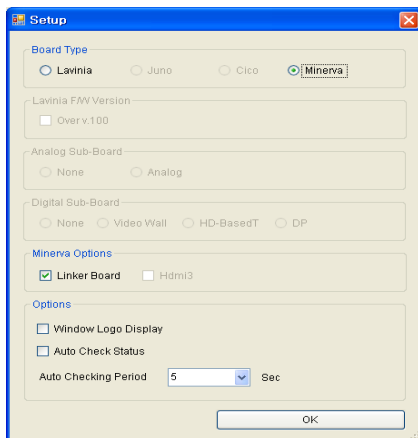 Setup
Board Type
Lavinia Juno Cico Minerva
Lavinia F/W Version
Over v.100
Analog Sub-Board
None Analog
Digital Sub-Board
None Video Wall HD-BasedT DP
Minerva Options
Linker Board Hdmi3
Options
Window Logo Display
Auto Check Status
Auto Checking Period 5 Sec
OK